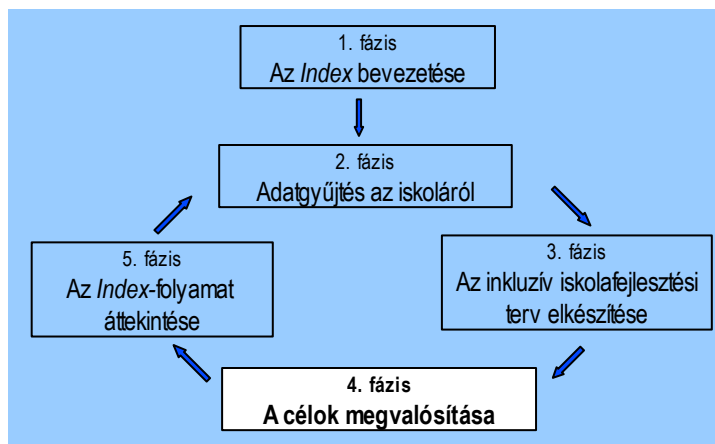 1. fázis
Az Index bevezetése
2. fázis
Adatgyűjtés az iskoláról
3. fázis
Az inkluzív iskolafejlesztési
terv elkészítése
4. fázis
A célok megvalósítása
5. fázis
Az Index-folyamat
áttekintése